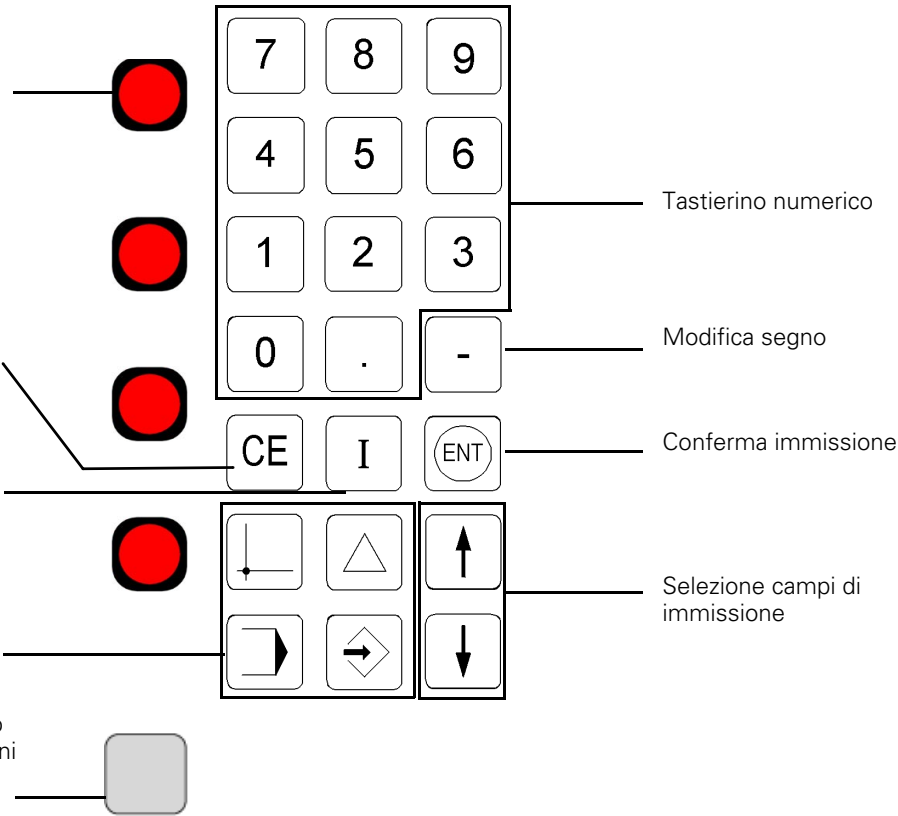 7 8 9
4 5 6
Tastierino numerico
1 2 3
Modifica segno
0 . -
CE I ENT
Conferma immissione
Selezione campi di
immissione
ni